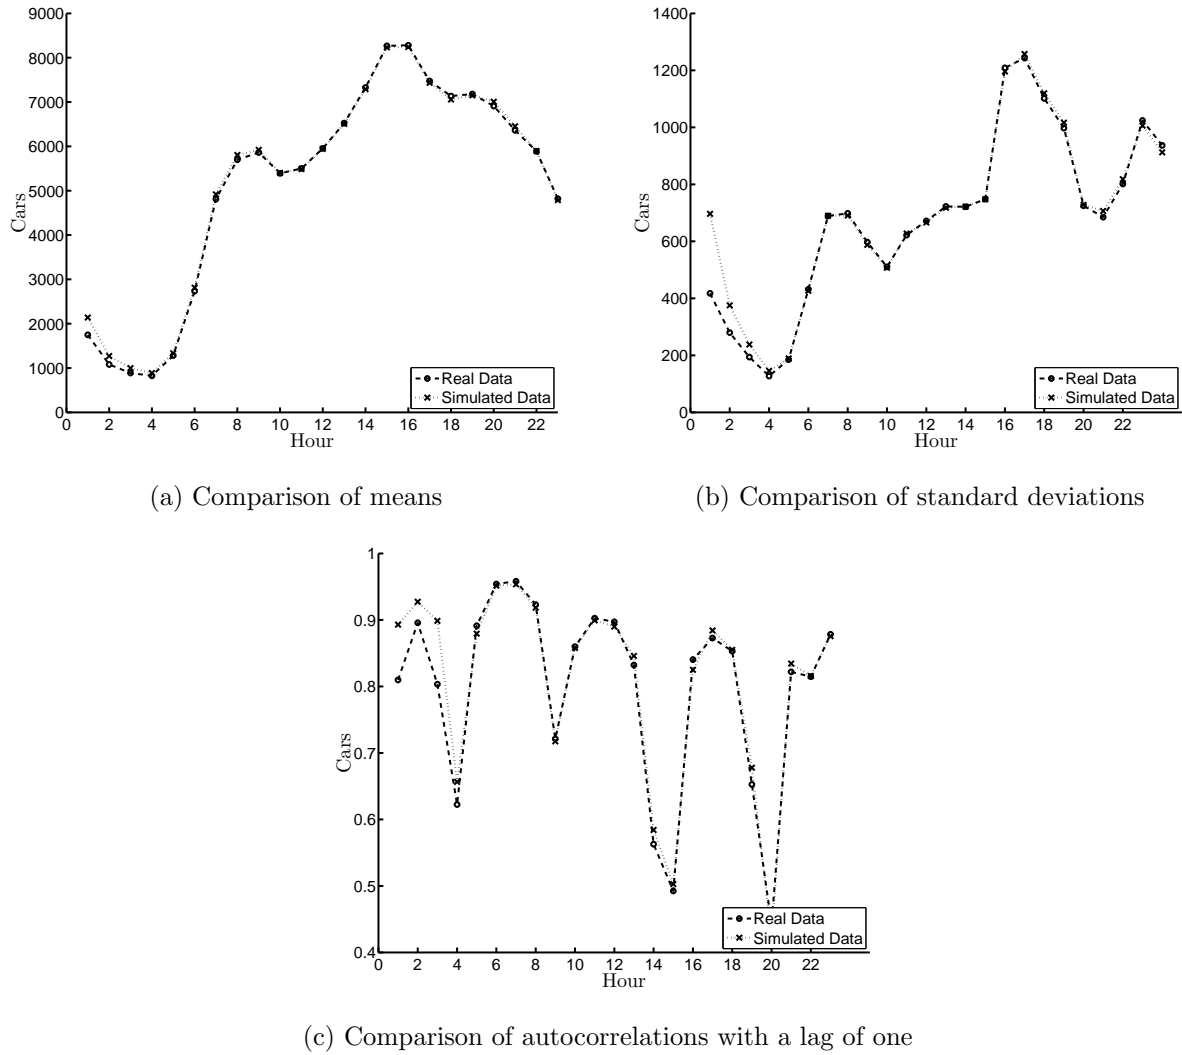 9000
8000
7000
6000
5000
4000
3000
2000
1000
0
Cars
0 2 4 6 8 10 12 14 16 18 20 22
Hour
Real Data
Simulated Data
(a) Comparison of means
1400
1200
1000
800
600
400
200
0
Cars
0 2 4 6 8 10 12 14 16 18 20 22
Hour
Real Data
Simulated Data
(b) Comparison of standard deviations
1
0.9
0.8
0.7
0.6
0.5
0.4
Cars
0 2 4 6 8 10 12 14 16 18 20 22
Hour
Real Data
Simulated Data
(c) Comparison of autocorrelations with a lag of one